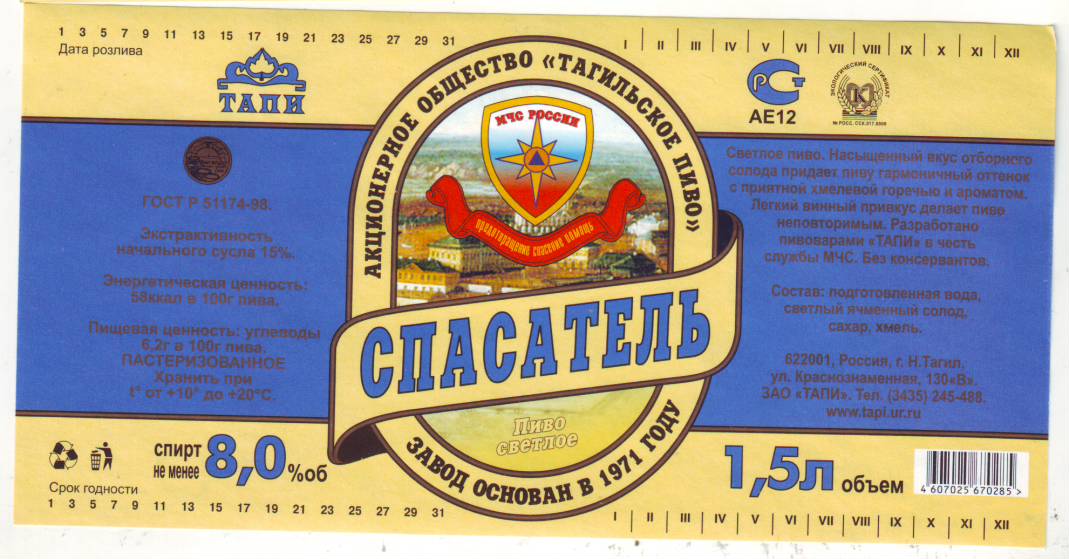 1 3 5 7 9 11 13 15 17 19 21 23 25 27 29 31
Дата розлива
ТАПИ
ГОСТ Р 51174-98.
Экстрактивность
начального сусла 15%.
Энергетическая ценность:
58ккал в 100г пива.
Пищевая ценность: углеводы
6,2г в 100г пива.
ПАСТЕРИЗОВАННОЕ
Хранить при
t° от +10° до +20°С.
спирт
не менее
8,0%об
Срок годности
1 3 5 7 9 11 13 15 17 19 21 23 25 27 29 31
АКЦИОНЕРНОЕ ОБЩЕСТВО «ТАГИЛЬСКОЕ ПИВО»
МЧС РОССИИ
предотвращение спасение помощь
СПАСАТЕЛЬ
Пиво
светлое
ЗАВОД ОСНОВАН В 1971 ГОДУ
I II III IV V VI VII VIII IX X XI XII
РСТ
АЕ12
ЭКОЛОГИЧЕСКИЙ СЕРТИФИКАТ
К
Светлое пиво. Насыщенный вкус отборного
солода придает пиву гармоничный оттенок
с приятной хмелевой горечью и ароматом.
Легкий винный привкус делает пиво
неповторимым. Разработано
пивоварами «ТАПИ» в честь
службы МЧС. Без консервантов.
Состав: подготовленная вода,
светлый ячменный солод,
сахар, хмель.
622001, Россия, г. Н.Тагил,
ул. Краснознаменная, 130«В».
ЗАО «ТАПИ». Тел. (3435) 245-488.
www.tapi.ur.ru
1,5л объем
4 607025 670285 >
I II III IV V VI VII VIII IX X XI XII